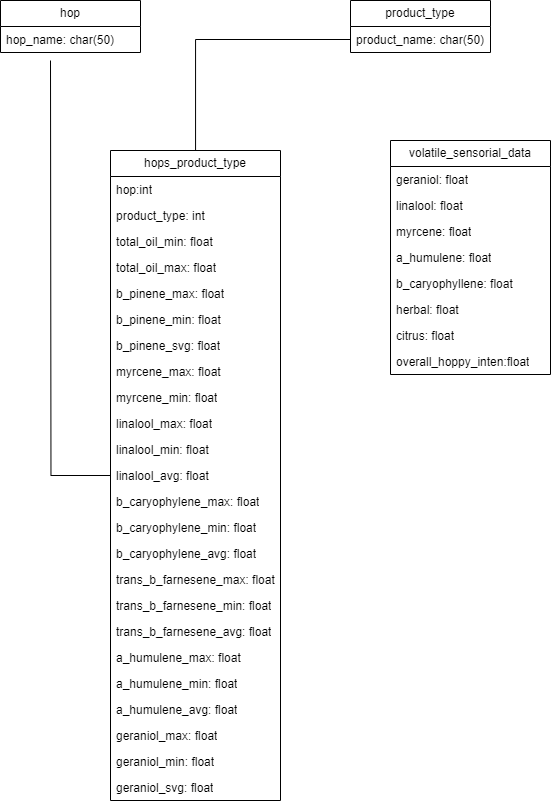 hop
hop_name: char(50)
product_type
product_name: char(50)
hops_product_type
hop:int
product_type: int
total_oil_min: float
total_oil_max: float
b_pinene_max: float
b_pinene_min: float
b_pinene_svg: float
myrcene_max: float
myrcene_min: float
linalool_max: float
linalool_min: float
linalool_avg: float
b_caryophylene_max: float
b_caryophylene_min: float
b_caryophylene_avg: float
trans_b_farnesene_max: float
trans_b_farnesene_min: float
trans_b_farnesene_avg: float
a_humulene_max: float
a_humulene_min: float
a_humulene_avg: float
geraniol_max: float
geraniol_min: float
geraniol_svg: float
volatile_sensorial_data
geraniol: float
linalool: float
myrcene: float
a_humulene: float
b_caryophyllene: float
herbal: float
citrus: float
overall_hoppy_inten:float